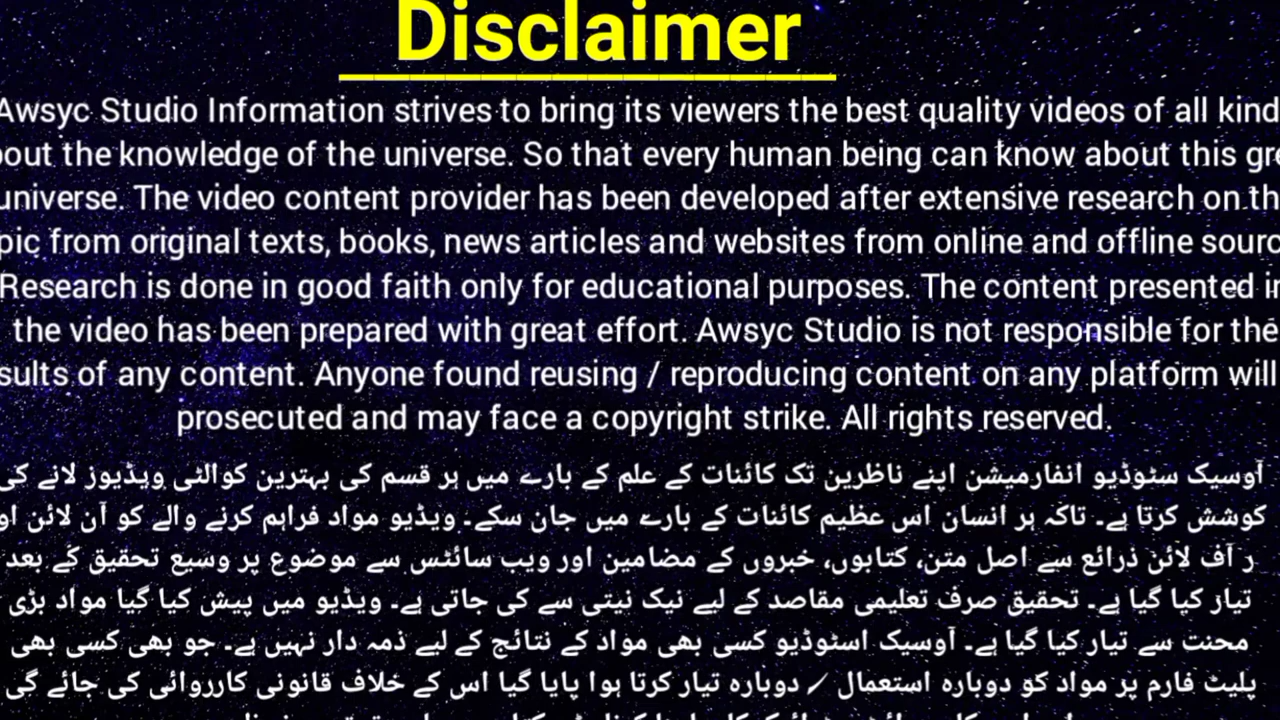 Disclaimer
Awsyc Studio Information strives to bring its viewers the best quality videos of all kind
out the knowledge of the universe. So that every human being can know about this gre
universe. The video content provider has been developed after extensive research on th
pic from original texts, books, news articles and websites from online and offline sourc
Research is done in good faith only for educational purposes. The content presented in
the video has been prepared with great effort. Awsyc Studio is not responsible for the
sults of any content. Anyone found reusing / reproducing content on any platform will
prosecuted and may face a copyright strike. All rights reserved.
آوسیک سٹوڈیو انفارمیشن اپنے ناظرین تک کائنات کے علم کے بارے میں ہر قسم کی بہترین کوالٹی ویڈیوز لانے کی
کوشش کرتا ہے۔ تاکہ ہر انسان اس عظیم کائنات کے بارے میں جان سکے۔ ویڈیو مواد فراہم کرنے والے کو آن لائن او
ر آف لائن ذرائع سے اصل متن، کتابوں، خبروں کے مضامین اور ویب سائٹس سے موضوع پر وسیع تحقیق کے بعد
تیاز کیا گیا ہے۔ تحقیق صرف تعلیمی مقاصد کے لیے نیک نیتی سے کی جاتی ہے۔ ویڈیو میں پیش کیا گیا مواد بڑی
محنت سے تیار کیا گیا ہے۔ آوسیک اسٹوڈیو کسی بھی مواد کے نتائج کے لیے ذمہ دار نہیں ہے۔ جو بھی کسی بھی
پلیٹ فارم پر مواد کو دوبارہ استعمال / دوبارہ تیار کرتا ہوا پایا گیا اس کے خلاف قانونی کارروائی کی جائے گی